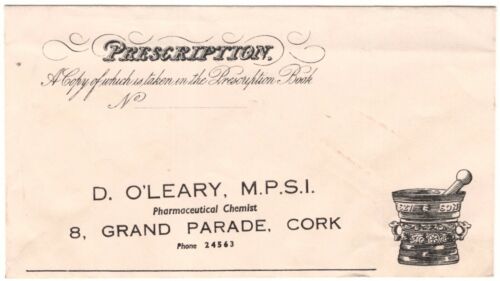 PRESCRIPTION.
A Copy of which is taken in the Prescription Book
No
D. O'LEARY, M.P.S.I.
Pharmaceutical Chemist
8, GRAND PARADE, CORK
Phone 24563
& SON